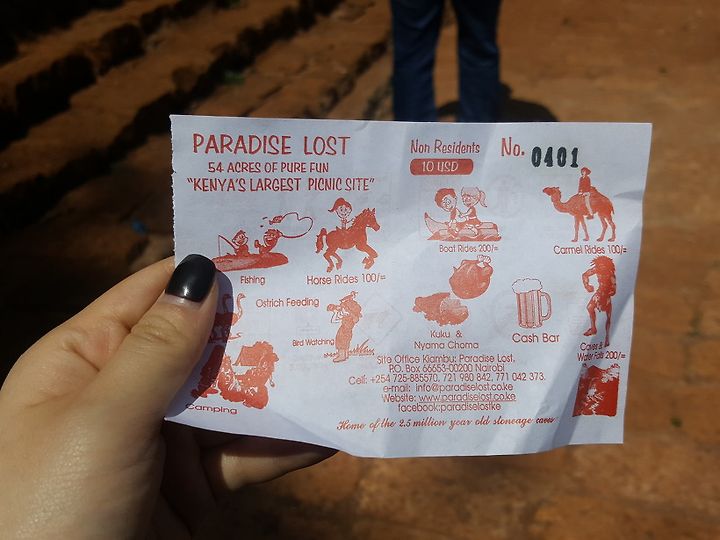 PARADISE LOST
54 ACRES OF PURE FUN
"KENYA'S LARGEST PICNIC SITE"
Non Residents
10 USD
No. 0401
Fishing
Horse Rides 100/=
Boat Rides 200/=
Carmel Rides 100/=
Ostrich Feeding
Bird Watching
Kuku &
Nyama Choma
Cash Bar
Caves &
Water Falls 200/=
Camping
Site Office Kiambu: Paradise Lost,
P.O. Box 66653-00200 Nairobi
Cell: +254 725-885570, 721 980 842, 771 042 373.
e-mail: info@paradiselost.co.ke
Website: www.paradiselost.co.ke
facebook:paradiselostke
Home of the 2.5 million year old stoneage caves